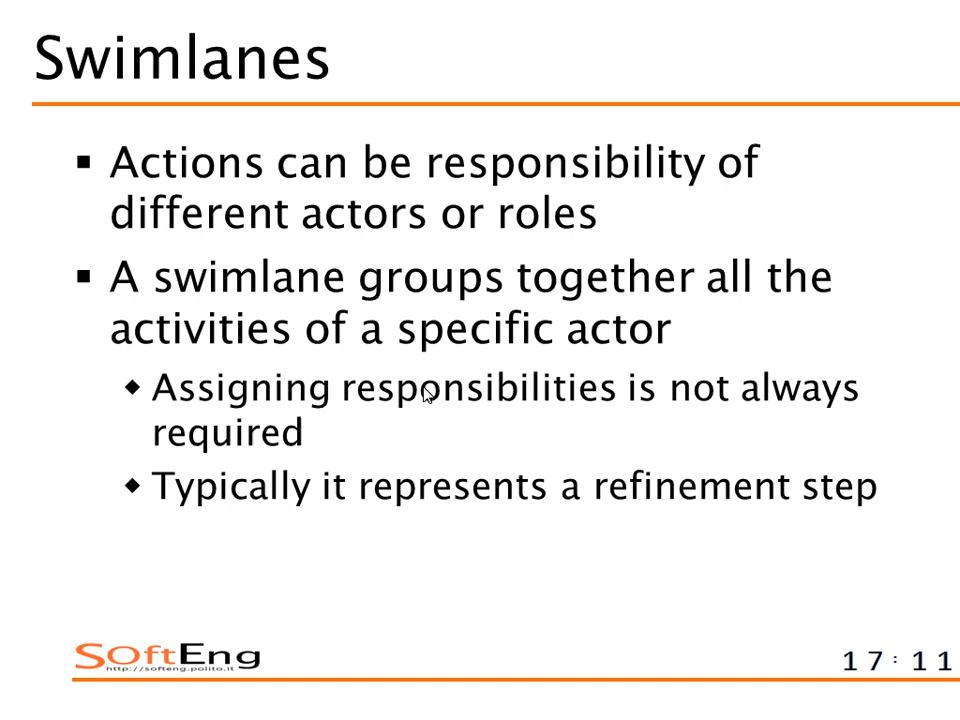 Swimlanes
▪ Actions can be responsibility of
different actors or roles
▪ A swimlane groups together all the
activities of a specific actor
◆ Assigning responsibilities is not always
required
◆ Typically it represents a refinement step
SOftEng
http://softeng.polito.it
17:11